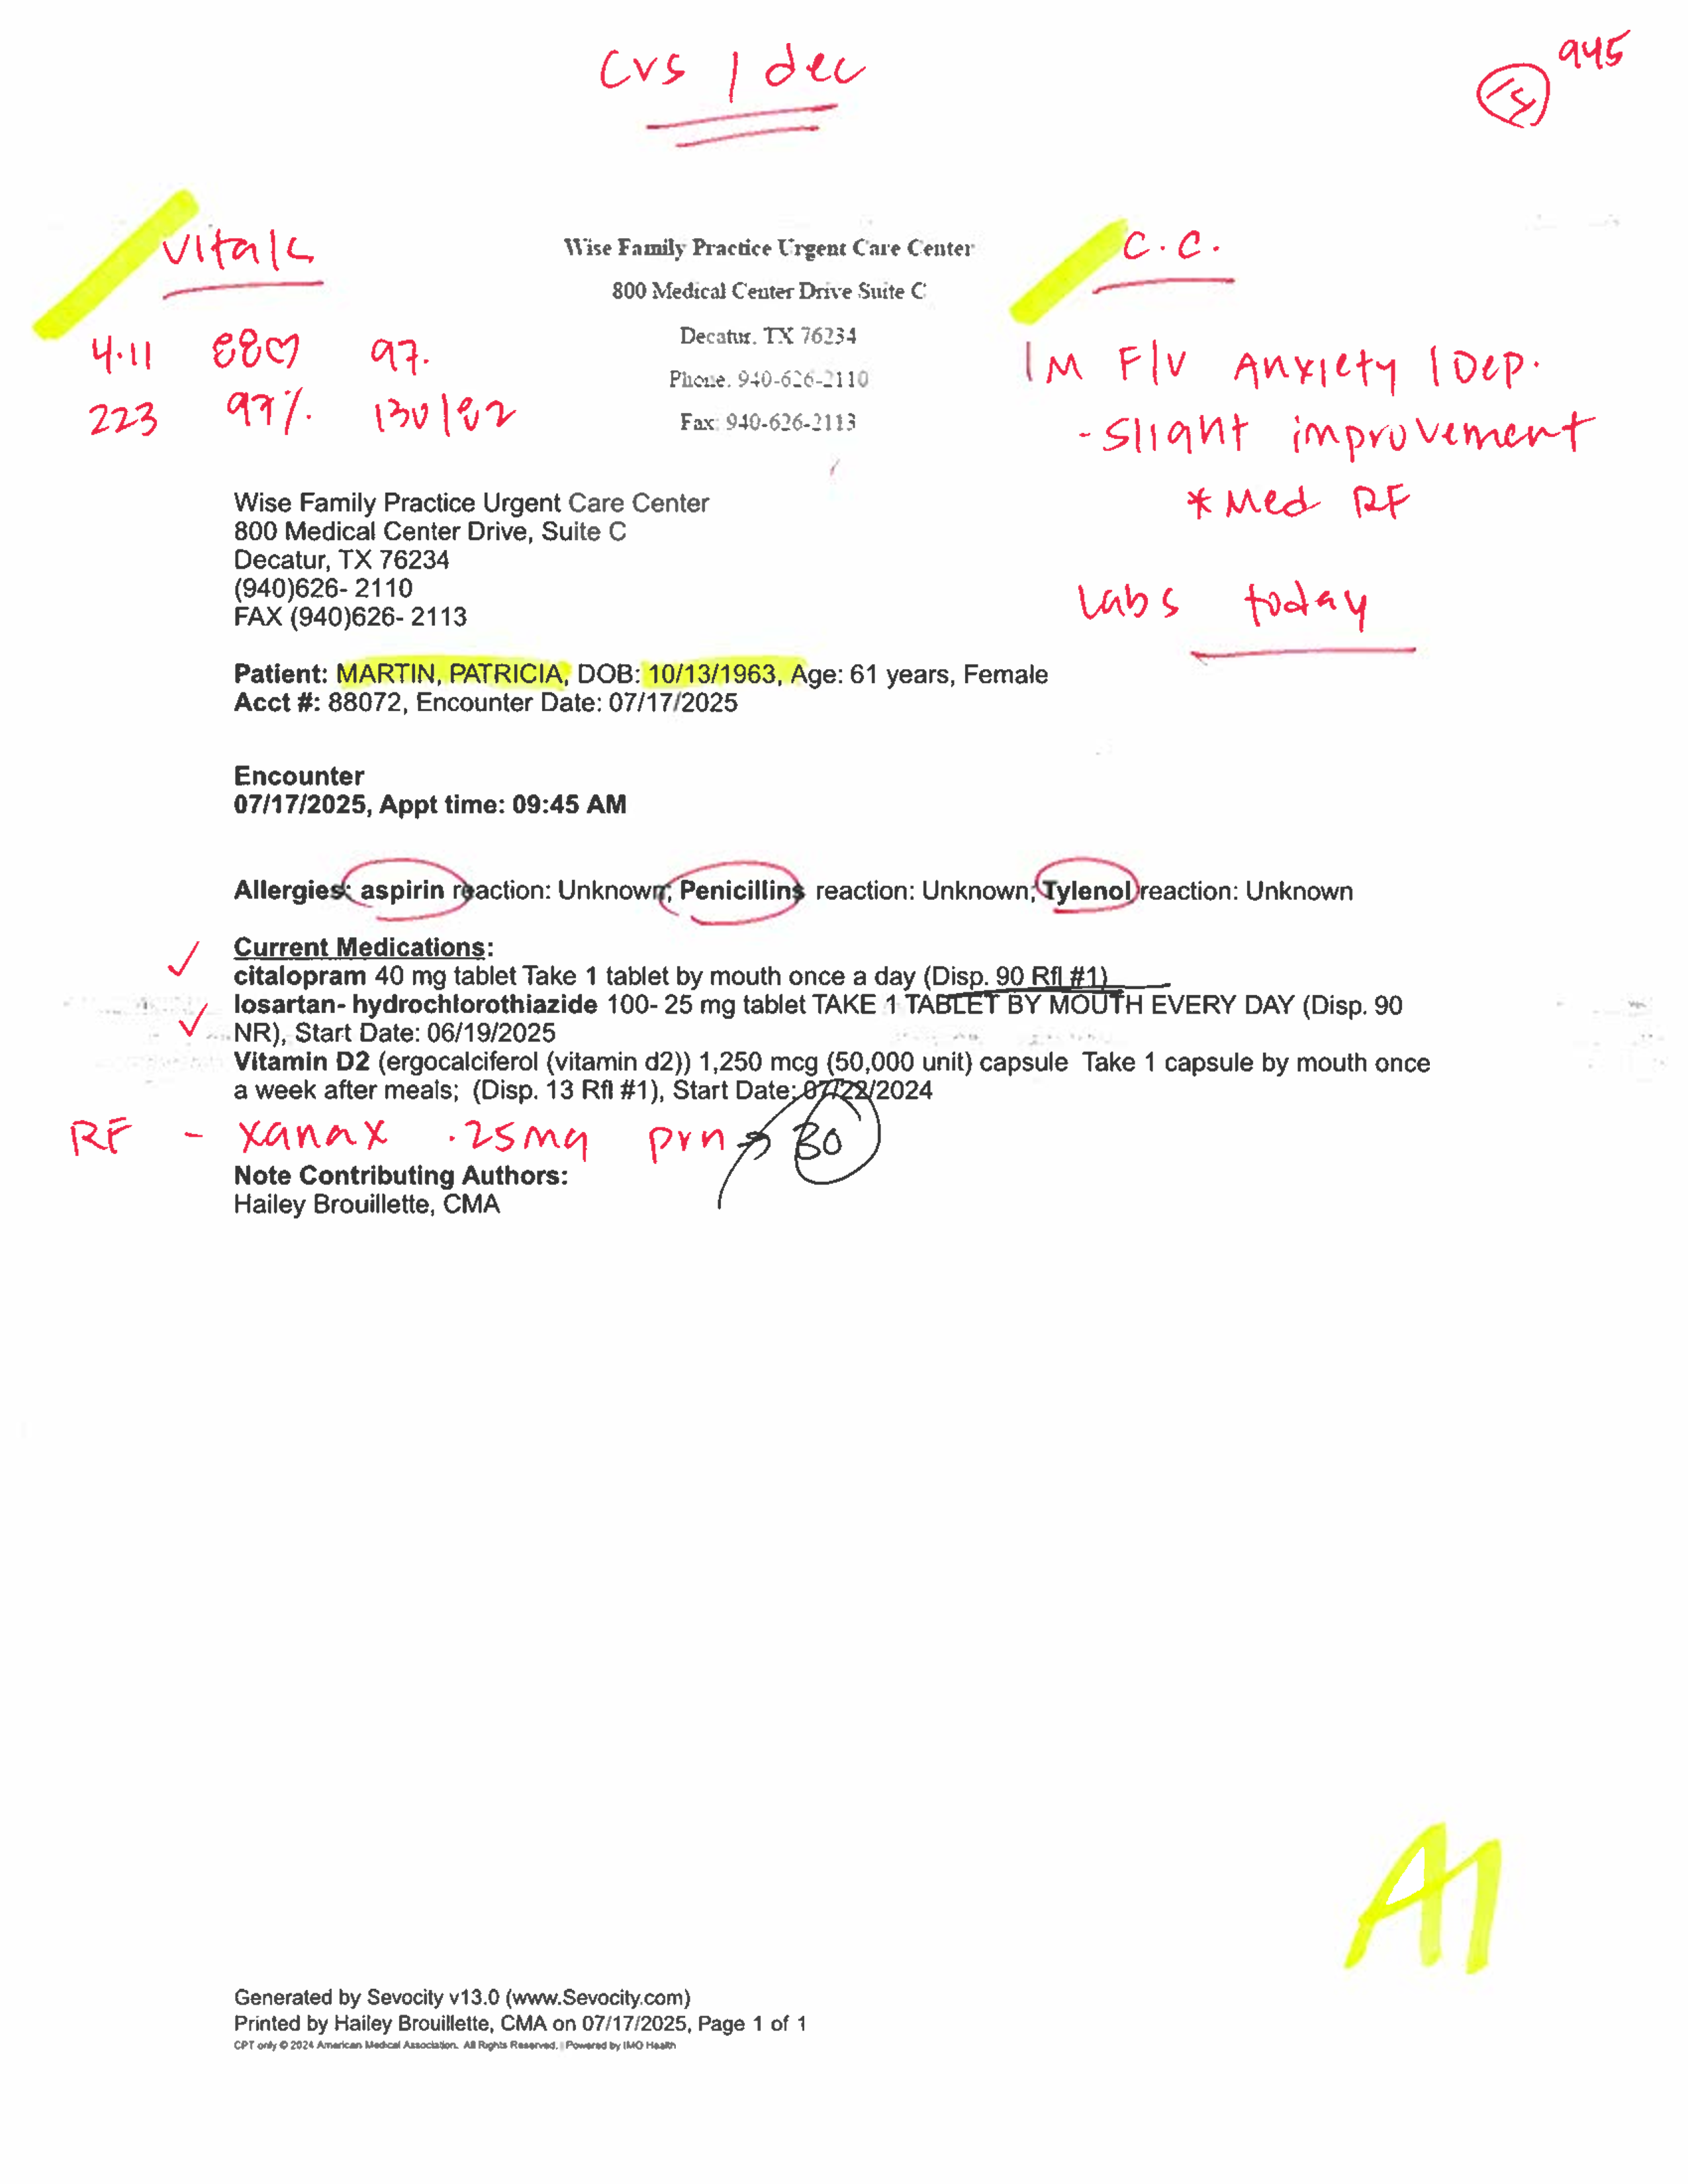 cvs / dec
945
vitals
4.11 88♡ 97.
223 97% 130/82
Wise Family Practice Urgent Care Center
800 Medical Center Drive Suite C
Decatur, TX 76234
Phone. 940-626-2110
Fax: 940-626-2113
C.C.
1M F/V Anxiety / Dep.
- Slight improvement
* Med RF
Labs today
Wise Family Practice Urgent Care Center
800 Medical Center Drive, Suite C
Decatur, TX 76234
(940)626- 2110
FAX (940)626- 2113
Patient: MARTIN, PATRICIA, DOB: 10/13/1963, Age: 61 years, Female
Acct #: 88072, Encounter Date: 07/17/2025
Encounter
07/17/2025, Appt time: 09:45 AM
Allergies: aspirin reaction: Unknown; Penicillins reaction: Unknown; Tylenol reaction: Unknown
Current Medications:
citalopram 40 mg tablet Take 1 tablet by mouth once a day (Disp. 90 Rfl #1)
losartan- hydrochlorothiazide 100- 25 mg tablet TAKE 1 TABLET BY MOUTH EVERY DAY (Disp. 90
NR), Start Date: 06/19/2025
Vitamin D2 (ergocalciferol (vitamin d2)) 1,250 mcg (50,000 unit) capsule Take 1 capsule by mouth once
a week after meals; (Disp. 13 Rfl #1), Start Date: 07/22/2024
RF - xanax .25mg prn → 30
Note Contributing Authors:
Hailey Brouillette, CMA
A1
Generated by Sevocity v13.0 (www.Sevocity.com)
Printed by Hailey Brouillette, CMA on 07/17/2025, Page 1 of 1
CPT only © 2024 American Medical Association. All Rights Reserved. | Powered by IMO Health